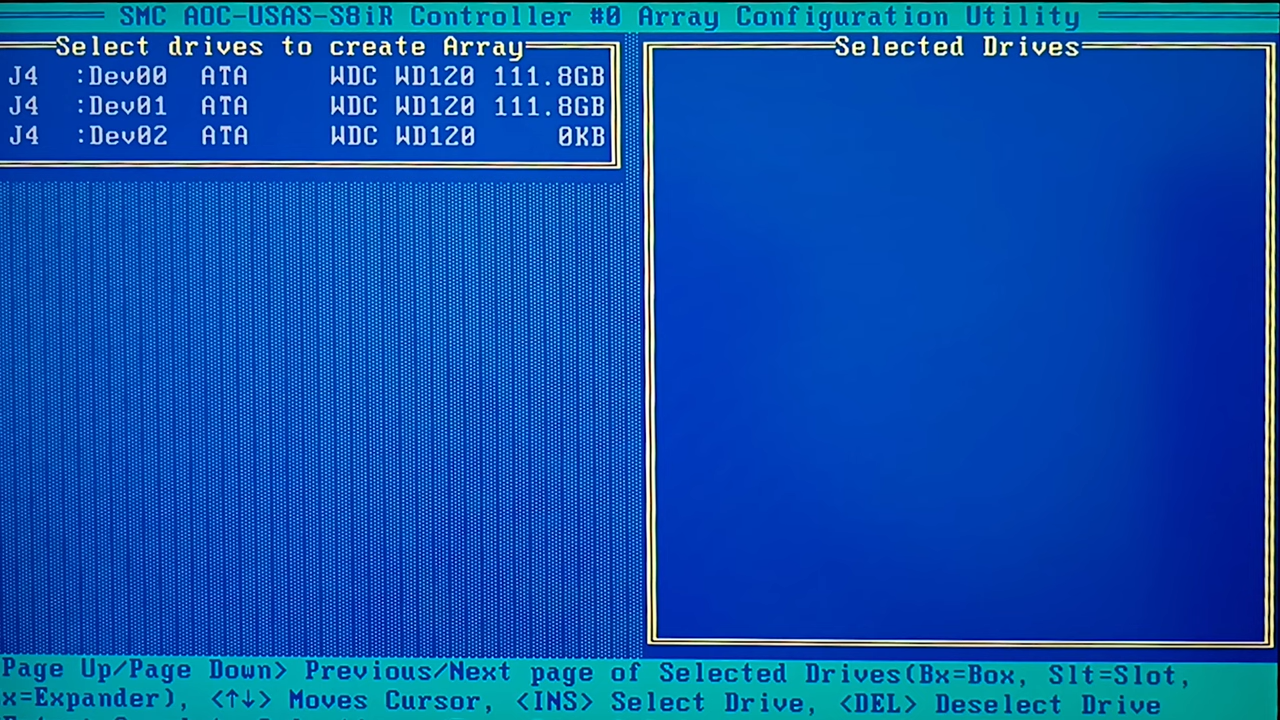 SMC AOC-USAS-S8iR Controller #0 Array Configuration Utility
Select drives to create Array
J4 :Dev00 ATA WDC WD120 111.8GB
J4 :Dev01 ATA WDC WD120 111.8GB
J4 :Dev02 ATA WDC WD120 0KB
Selected Drives
Page Up/Page Down> Previous/Next page of Selected Drives(Bx=Box, Slt=Slot,
x=Expander), <↑↓> Moves Cursor, <INS> Select Drive, <DEL> Deselect Drive